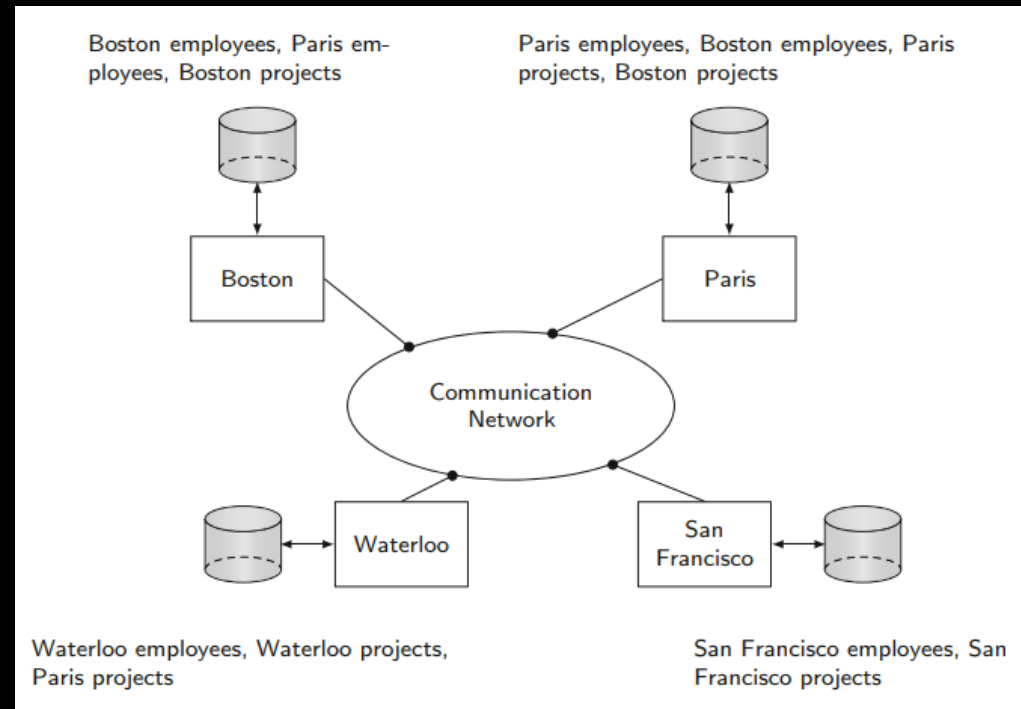 Boston employees, Paris em-
ployees, Boston projects
Paris employees, Boston employees, Paris
projects, Boston projects
Boston
Paris
Communication
Network
Waterloo
San
Francisco
Waterloo employees, Waterloo projects,
Paris projects
San Francisco employees, San
Francisco projects